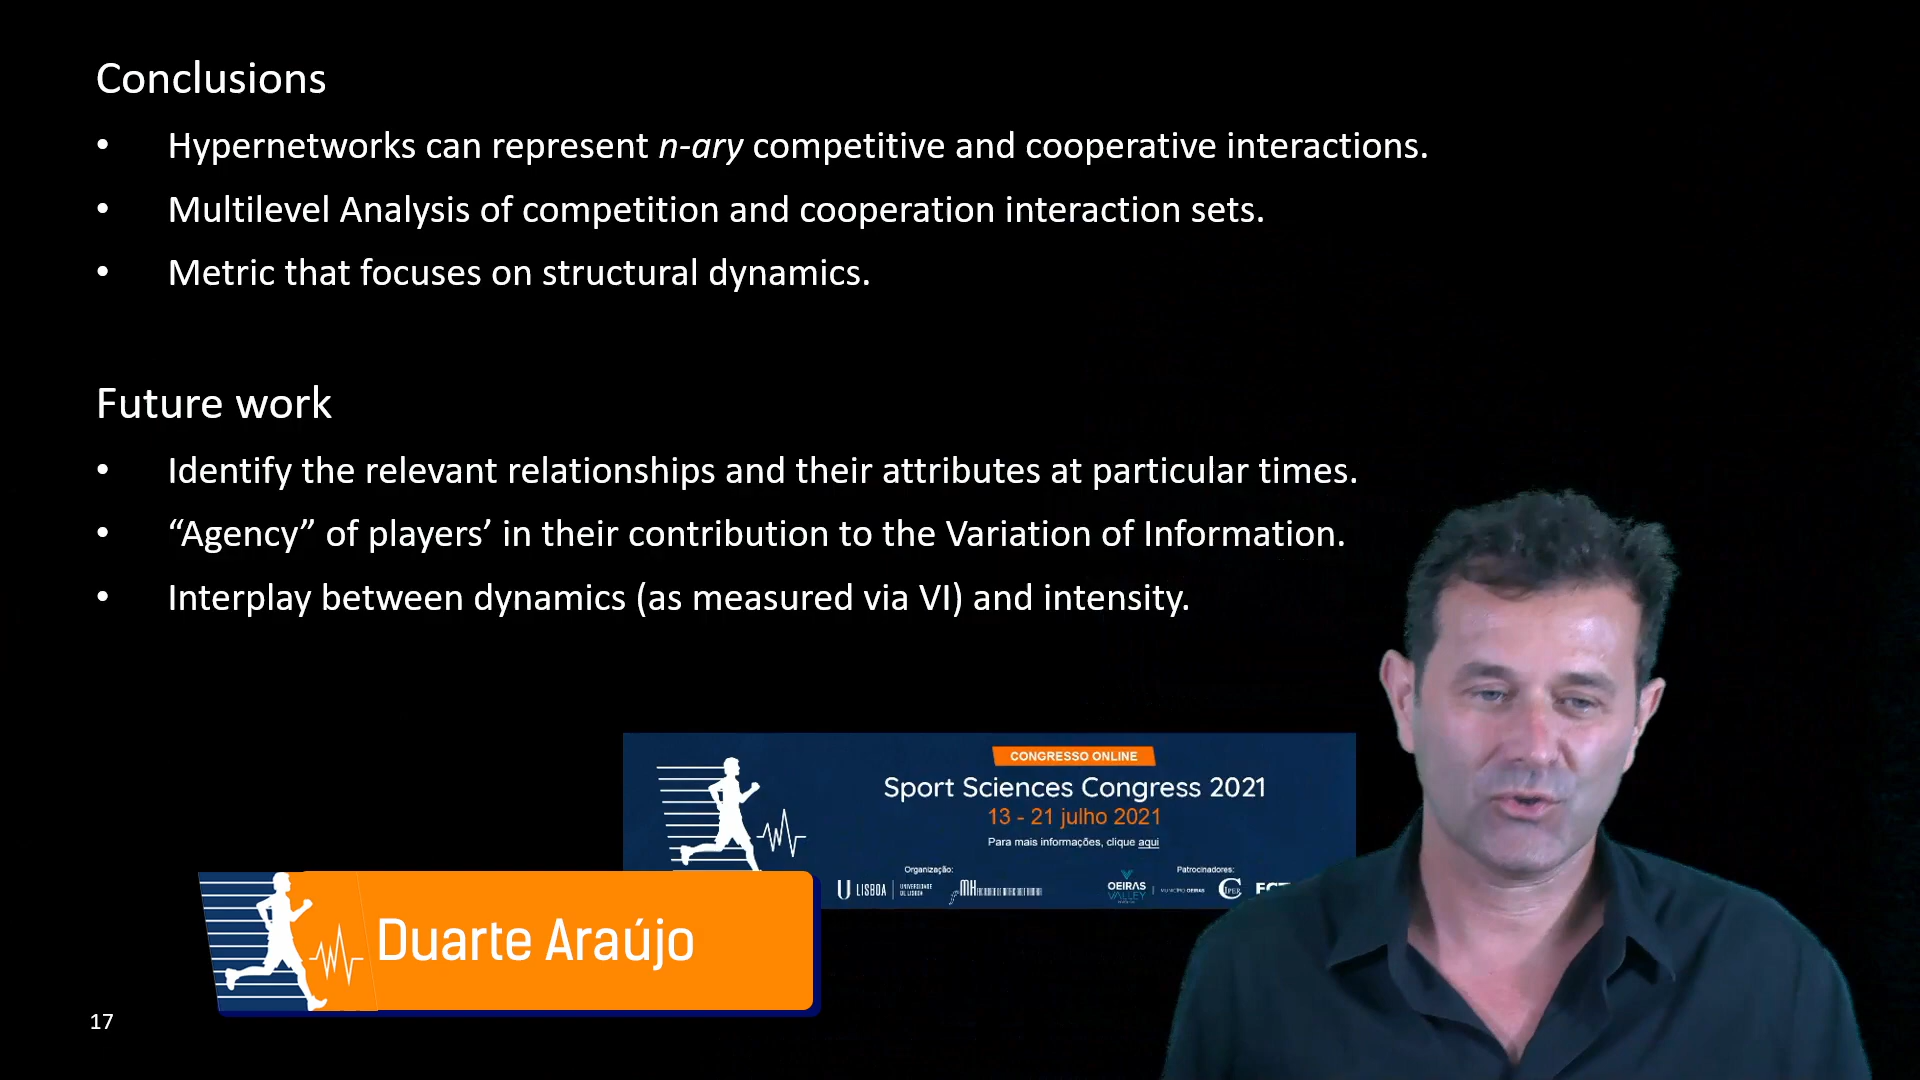 Conclusions
• Hypernetworks can represent n-ary competitive and cooperative interactions.
• Multilevel Analysis of competition and cooperation interaction sets.
• Metric that focuses on structural dynamics.
Future work
• Identify the relevant relationships and their attributes at particular times.
• “Agency” of players’ in their contribution to the Variation of Information.
• Interplay between dynamics (as measured via VI) and intensity.
CONGRESSO ONLINE
Sport Sciences Congress 2021
13 - 21 julho 2021
Para mais informações, clique aqui
Organização:
Patrocinadores:
LISBOA
UNIVERSIDADE
DE LISBOA
OEIRAS
VALLEY
Duarte Araújo
17